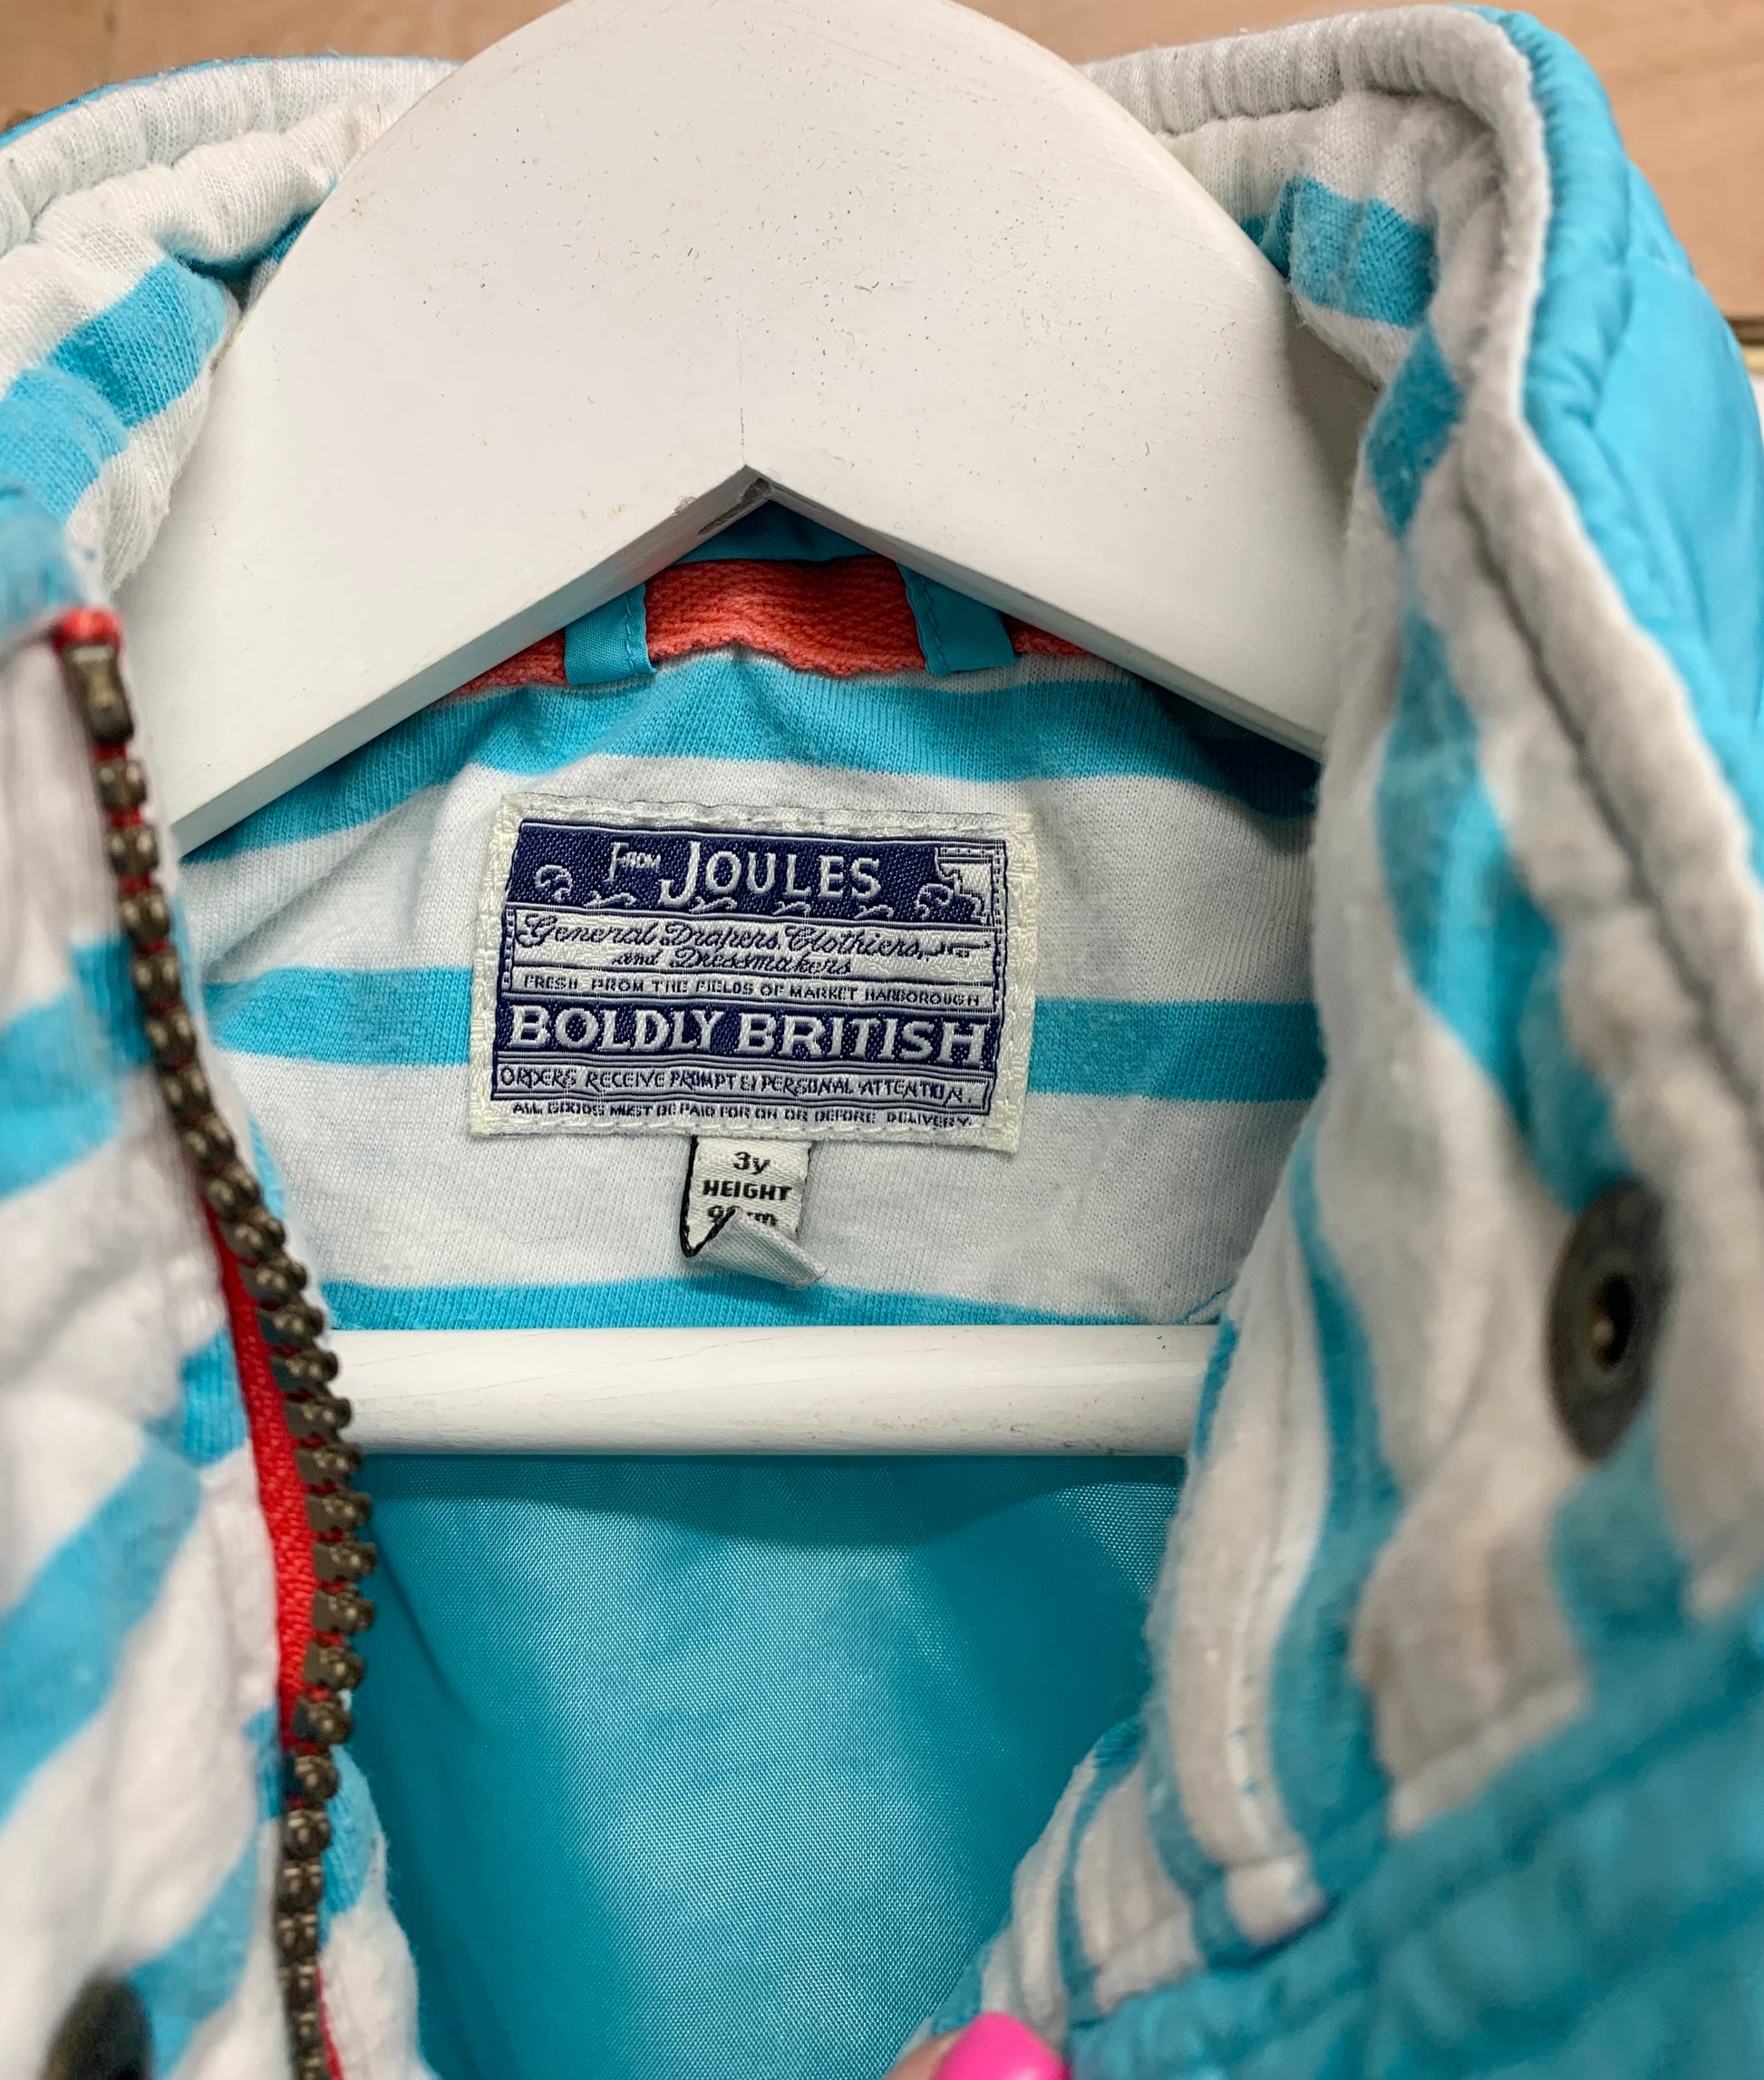 FROM JOULES
General Drapers, Clothiers,
and Dressmakers
FRESH FROM THE FIELDS OF MARKET HARBOROUGH
BOLDLY BRITISH
ORDERS RECEIVE PROMPT & PERSONAL ATTENTION.
ALL GOODS MUST BE PAID FOR ON OR BEFORE DELIVERY.
3y
HEIGHT